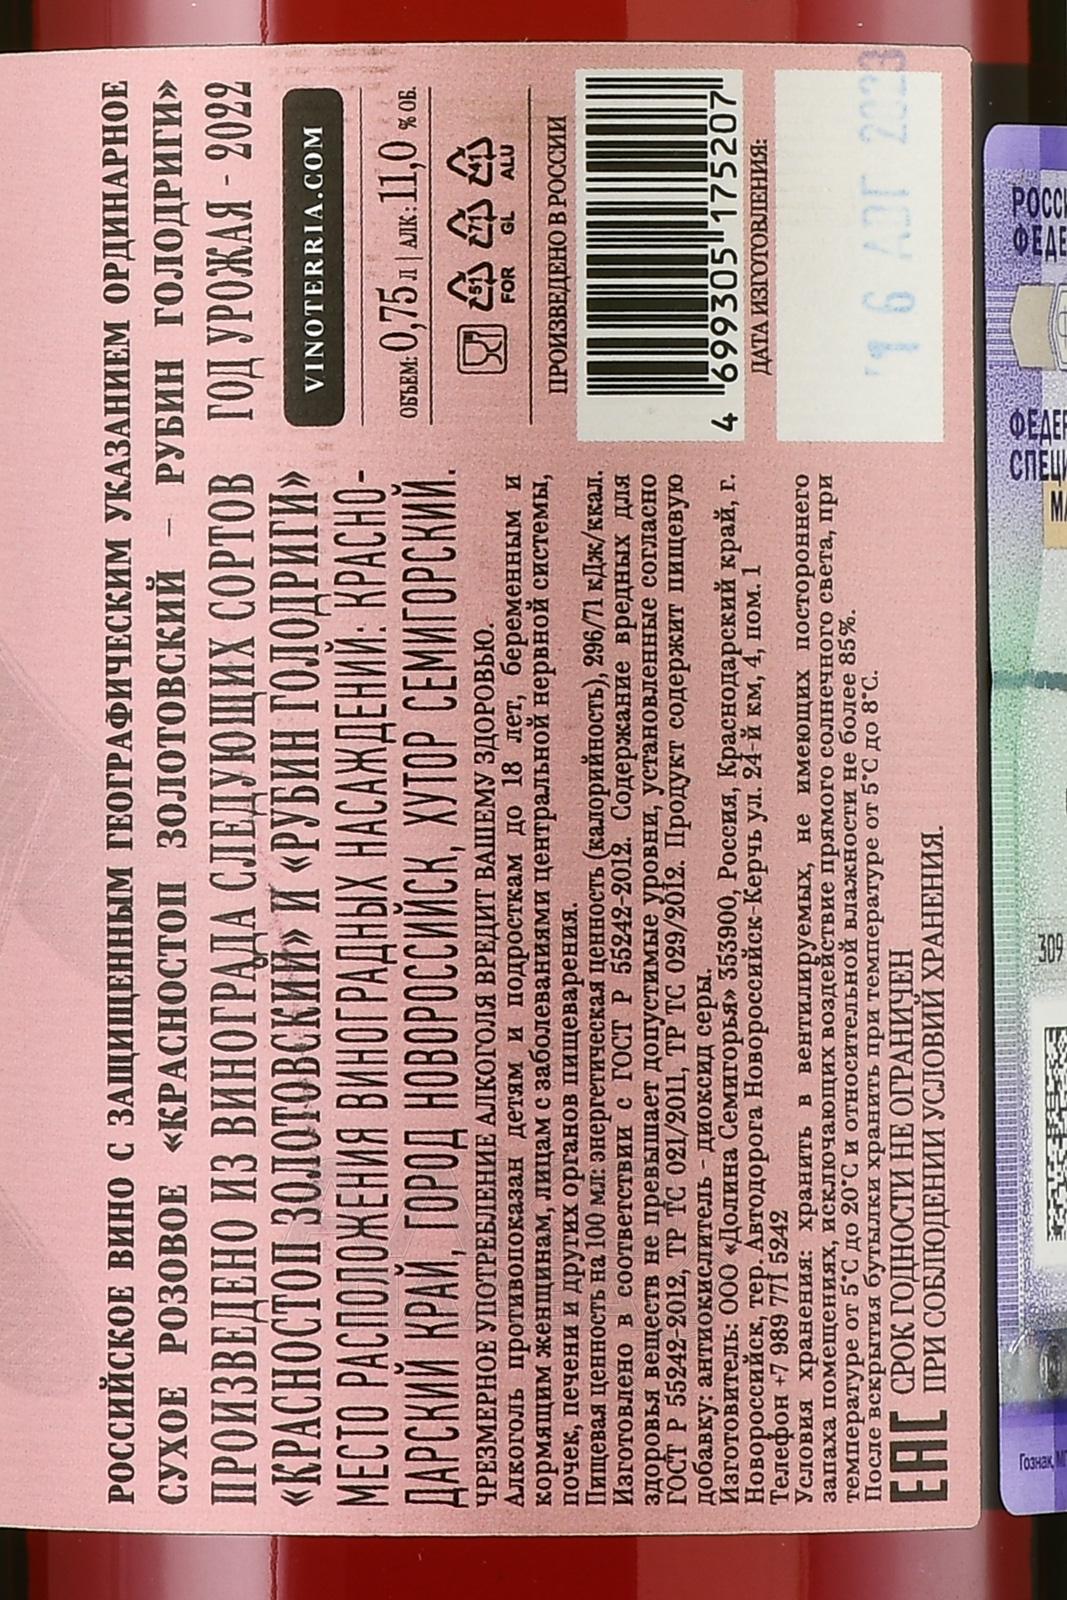 РОССИЙСКОЕ ВИНО С ЗАЩИЩЕННЫМ ГЕОГРАФИЧЕСКИМ УКАЗАНИЕМ ОРДИНАРНОЕ
СУХОЕ РОЗОВОЕ «КРАСНОСТОП ЗОЛОТОВСКИЙ – РУБИН ГОЛОДРИГИ»
ПРОИЗВЕДЕНО ИЗ ВИНОГРАДА СЛЕДУЮЩИХ СОРТОВ
«КРАСНОСТОП ЗОЛОТОВСКИЙ» И «РУБИН ГОЛОДРИГИ»
МЕСТО РАСПОЛОЖЕНИЯ ВИНОГРАДНЫХ НАСАЖДЕНИЙ: КРАСНО-
ДАРСКИЙ КРАЙ, ГОРОД НОВОРОССИЙСК, ХУТОР СЕМИГОРСКИЙ.
ЧРЕЗМЕРНОЕ УПОТРЕБЛЕНИЕ АЛКОГОЛЯ ВРЕДИТ ВАШЕМУ ЗДОРОВЬЮ.
Алкоголь противопоказан детям и подросткам до 18 лет, беременным и
кормящим женщинам, лицам с заболеваниями центральной нервной системы,
почек, печени и других органов пищеварения.
Пищевая ценность на 100 мл: энергетическая ценность (калорийность), 296/71 кДж/ккал.
Изготовлено в соответствии с ГОСТ Р 55242-2012. Содержание вредных для
здоровья веществ не превышает допустимые уровни, установленные согласно
ГОСТ Р 55242-2012, ТР ТС 021/2011, ТР ТС 029/2012. Продукт содержит пищевую
добавку: антиокислитель - диоксид серы.
Изготовитель: ООО «Долина Семигорья» 353900, Россия, Краснодарский край, г.
Новороссийск, тер. Автодорога Новороссийск-Керчь ул. 24-й км, 4, пом. 1
Телефон +7 989 771 5242
Условия хранения: хранить в вентилируемых, не имеющих постороннего
запаха помещениях, исключающих воздействие прямого солнечного света, при
температуре от 5°С до 20°С и относительной влажности не более 85%.
После вскрытия бутылки хранить при температуре от 5°С до 8°С.
EAC
СРОК ГОДНОСТИ НЕ ОГРАНИЧЕН
ПРИ СОБЛЮДЕНИИ УСЛОВИЙ ХРАНЕНИЯ.
ГОД УРОЖАЯ - 2022
VINOTERRIA.COM
ОБЪЕМ: 0,75 л | АЛК: 11,0 % ОБ.
51 71 41
FOR GL ALU
ПРОИЗВЕДЕНО В РОССИИ
4 699305 175207
ДАТА ИЗГОТОВЛЕНИЯ:
16 АВГ 2023
309
Гознак